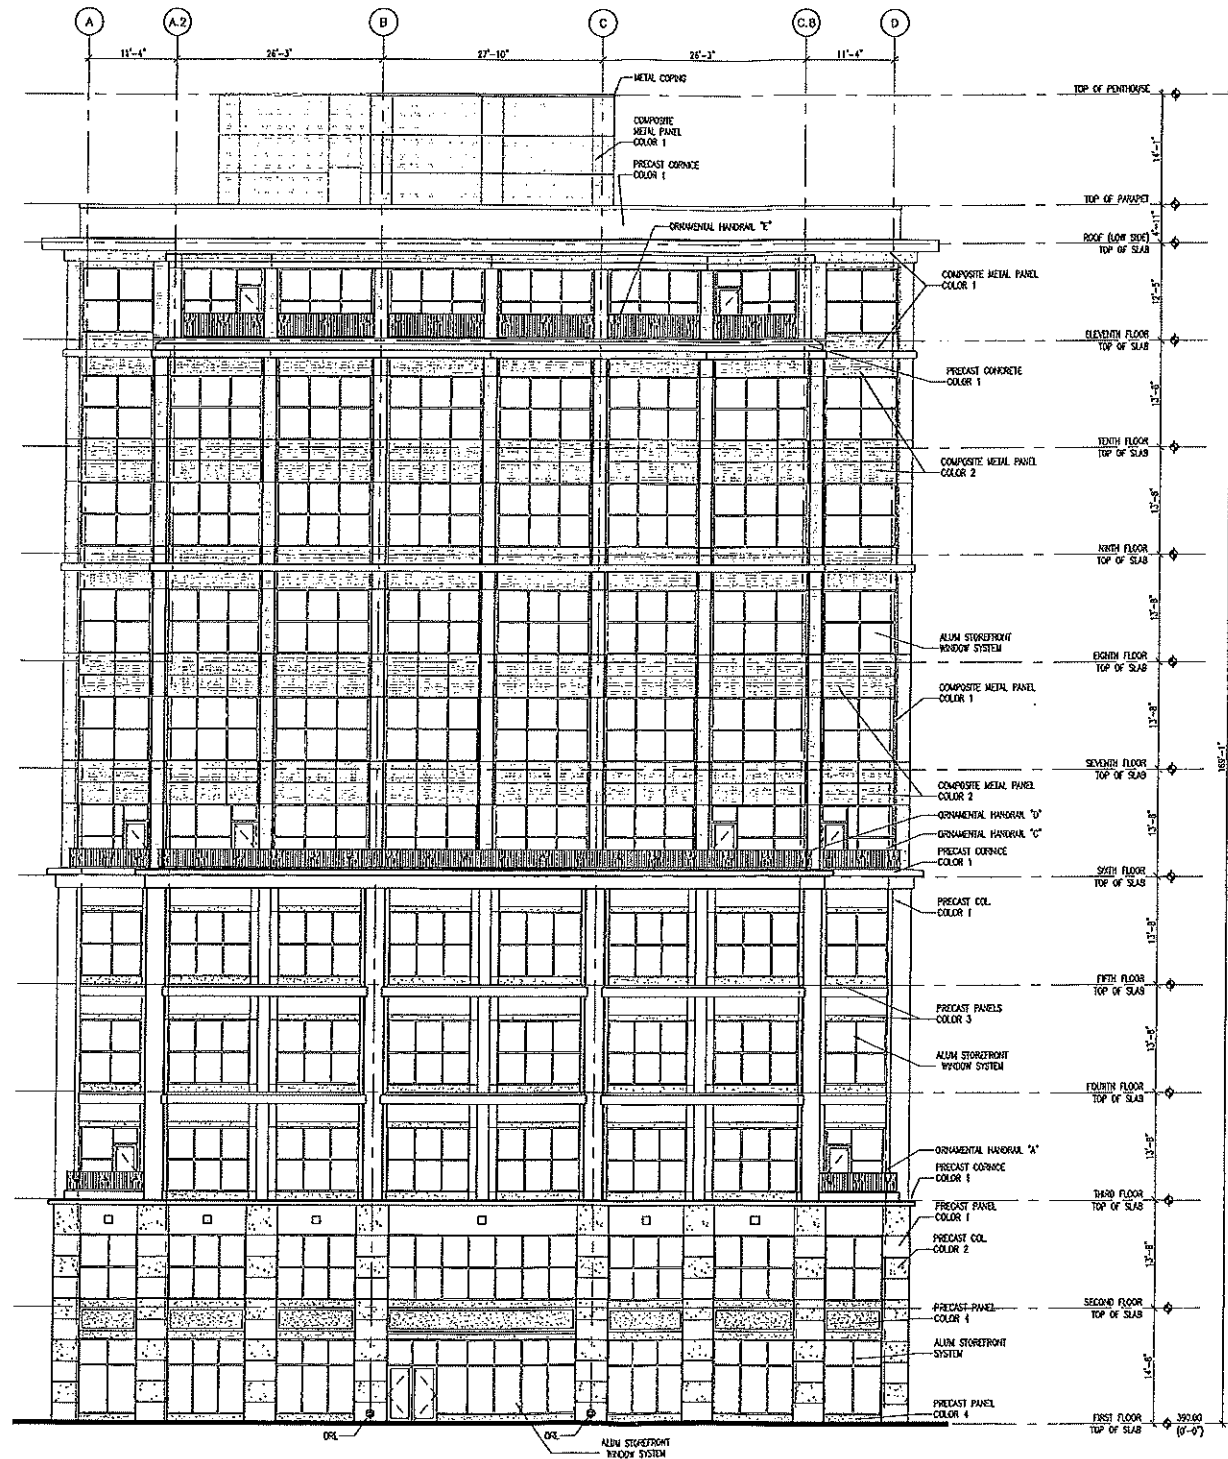 A A.2 B C C.8 D
11'-4" 26'-3" 27'-10" 26'-3" 11'-4"
METAL COPING
TOP OF PENTHOUSE
COMPOSITE
METAL PANEL
COLOR 1
14'-1"
PRECAST CORNICE
COLOR 1
TOP OF PARAPET
4'-11"
ORNAMENTAL HANDRAIL "E"
ROOF (LOW SIDE)
TOP OF SLAB
COMPOSITE METAL PANEL
COLOR 1
12'-5"
ELEVENTH FLOOR
TOP OF SLAB
PRECAST CONCRETE
COLOR 1
TENTH FLOOR
TOP OF SLAB
COMPOSITE METAL PANEL
COLOR 2
13'-8"
NINTH FLOOR
TOP OF SLAB
13'-8"
ALUM STOREFRONT
WINDOW SYSTEM
EIGHTH FLOOR
TOP OF SLAB
COMPOSITE METAL PANEL
COLOR 1
13'-8"
169'-1"
SEVENTH FLOOR
TOP OF SLAB
COMPOSITE METAL PANEL
COLOR 2
13'-8"
ORNAMENTAL HANDRAIL "D"
ORNAMENTAL HANDRAIL "C"
PRECAST CORNICE
COLOR 1
SIXTH FLOOR
TOP OF SLAB
PRECAST COL.
COLOR 1
13'-8"
FIFTH FLOOR
TOP OF SLAB
PRECAST PANELS
COLOR 3
13'-8"
ALUM STOREFRONT
WINDOW SYSTEM
FOURTH FLOOR
TOP OF SLAB
13'-8"
ORNAMENTAL HANDRAIL "A"
PRECAST CORNICE
COLOR 1
THIRD FLOOR
TOP OF SLAB
PRECAST PANEL
COLOR 1
PRECAST COL.
COLOR 2
13'-8"
SECOND FLOOR
TOP OF SLAB
PRECAST PANEL
COLOR 4
ALUM STOREFRONT
SYSTEM
14'-8"
PRECAST PANEL
COLOR 4
FIRST FLOOR
TOP OF SLAB
390.00
(0'-0")
ALUM STOREFRONT
WINDOW SYSTEM